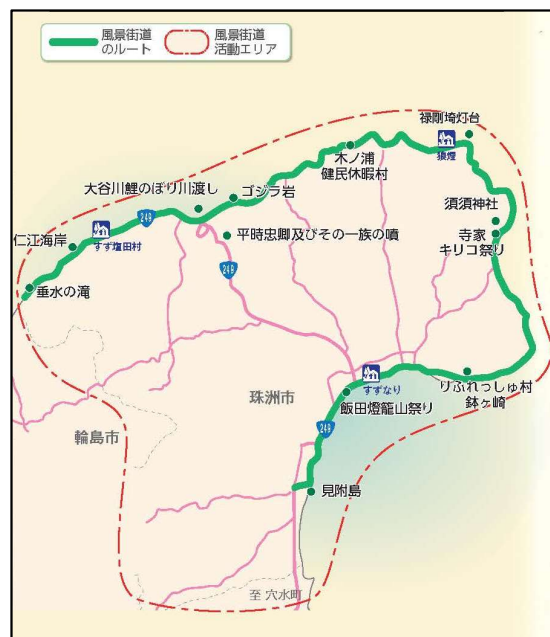 風景街道
のルート
風景街道
活動エリア
禄剛埼灯台
狼煙
木ノ浦
健民休暇村
須須神社
大谷川鯉のぼり川渡し
ゴジラ岩
寺家
キリコ祭り
249
仁江海岸
すず塩田村
平時忠卿及びその一族の墳
249
垂水の滝
すずなり
りふれっしゅ村
鉢ヶ崎
珠洲市
飯田燈籠山祭り
輪島市
249
見附島
至 穴水町